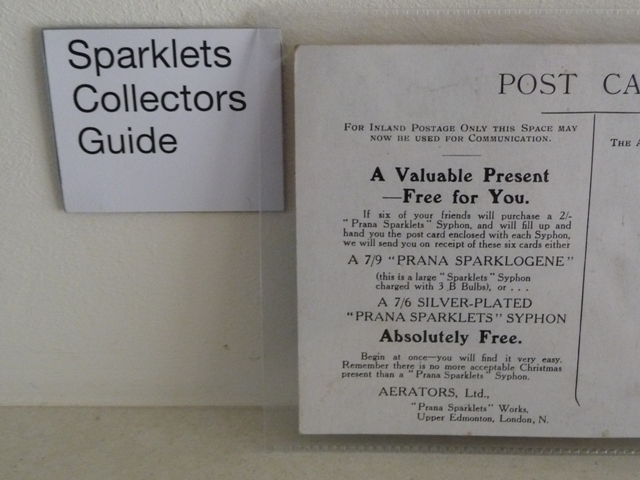 Sparklets
Collectors
Guide
POST CA
FOR INLAND POSTAGE ONLY THIS SPACE MAY
NOW BE USED FOR COMMUNICATION.
THE A
A Valuable Present
—Free for You.
If six of your friends will purchase a 2/-
"Prana Sparklets" Syphon, and will fill up and
hand you the post card enclosed with each Syphon,
we will send you on receipt of these six cards either
A 7/9 "PRANA SPARKLOGENE"
(this is a large "Sparklets" Syphon
charged with 3 B Bulbs), or . . .
A 7/6 SILVER-PLATED
"PRANA SPARKLETS" SYPHON
Absolutely Free.
Begin at once—you will find it very easy.
Remember there is no more acceptable Christmas
present than a "Prana Sparklets" Syphon.
AERATORS, Ltd.,
"Prana Sparklets" Works,
Upper Edmonton, London, N.